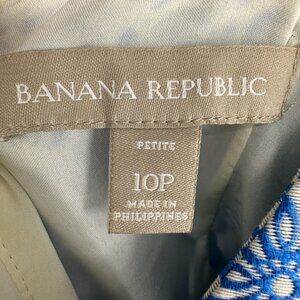 BANANA REPUBLIC
PETITE
10P
MADE IN
PHILIPPINES